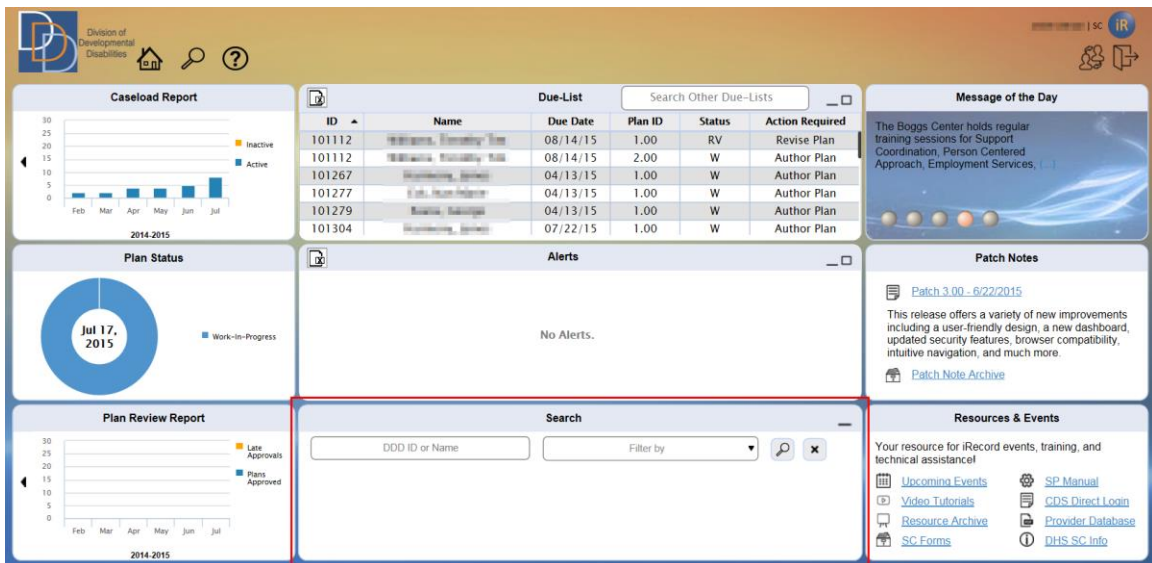 Division of
Developmental
Disabilities
| SC
iR
Caseload Report
30
25
20
15
10
5
0
Inactive
Active
Feb Mar Apr May Jun Jul
2014-2015
Due-List
Search Other Due-Lists
ID Name Due Date Plan ID Status Action Required
101112 08/14/15 1.00 RV Revise Plan
101112 08/14/15 2.00 W Author Plan
101267 04/13/15 1.00 W Author Plan
101277 04/13/15 1.00 W Author Plan
101279 04/13/15 1.00 W Author Plan
101304 07/22/15 1.00 W Author Plan
Message of the Day
The Boggs Center holds regular
training sessions for Support
Coordination, Person Centered
Approach, Employment Services, [...]
Plan Status
Jul 17,
2015
Work-In-Progress
Alerts
No Alerts.
Patch Notes
Patch 3.00 - 6/22/2015
This release offers a variety of new improvements
including a user-friendly design, a new dashboard,
updated security features, browser compatibility,
intuitive navigation, and much more.
Patch Note Archive
Plan Review Report
30
25
20
15
10
5
0
Late
Approvals
Plans
Approved
Feb Mar Apr May Jun Jul
2014-2015
Search
DDD ID or Name
Filter by
Resources & Events
Your resource for iRecord events, training, and
technical assistance!
Upcoming Events SP Manual
Video Tutorials CDS Direct Login
Resource Archive Provider Database
SC Forms DHS SC Info